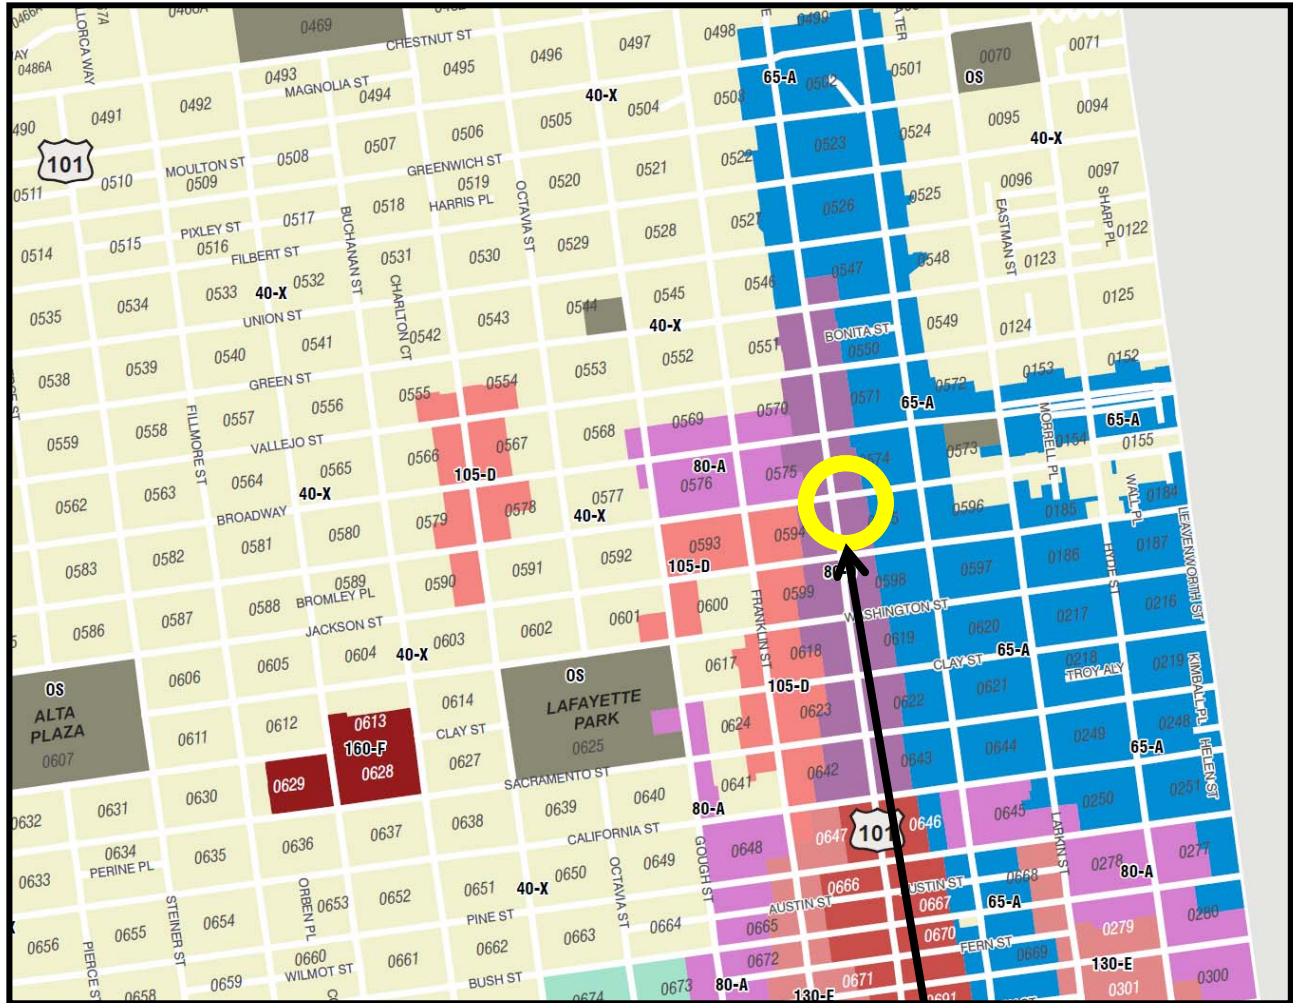 0469
CHESTNUT ST
0496
0497
0498
0499
0070
0071
OS
0486A
0493
MAGNOLIA ST
0494
0495
40-X
0504
0503
65-A
0502
0501
0095
0094
40-X
0491
0492
0505
0506
0507
0508
MOULTON ST
0509
0510
0511
101
GREENWICH ST
0519
HARRIS PL
0520
0521
0522
0523
0524
0096
0097
0514
0515
PIXLEY ST
0516
0517
0518
FILBERT ST
BUCHANAN ST
OCTAVIA ST
0529
0528
0527
0526
0525
EASTMAN ST
SHARP PL
0122
0123
0535
0534
0533
40-X
0532
0531
0530
CHARLTON CT
UNION ST
0544
0545
0546
0547
0548
0125
0124
0538
0539
0540
0541
0542
0543
40-X
0553
0552
0551
BONITA ST
0550
0549
GREEN ST
0555
0554
0153
0152
0559
0558
FILLMORE ST
0557
0556
VALLEJO ST
0568
0569
0570
0571
65-A
0572
MORRELL PL
65-A
0562
0563
0564
0565
0566
0567
105-D
80-A
0576
0575
0574
0573
0154
0155
WALL PL
0184
LEAVENWORTH ST
40-X
BROADWAY
0577
0578
0579
40-X
0580
0581
0582
0583
0592
0593
0594
0596
0185
0186
0187
HYDE ST
105-D
0589
0590
0591
BROMLEY PL
0588
0587
0586
JACKSON ST
0601
0600
0599
0598
0597
FRANKLIN ST
WASHINGTON ST
0217
0216
0606
0605
0604
40-X
0603
0602
0617
0618
0619
0620
65-A
CLAY ST
0218
TROY ALY
0219
KIMBALL PL
OS
ALTA
PLAZA
0607
OS
LAFAYETTE
PARK
0625
105-D
0611
0612
0613
160-F
0628
0629
0614
CLAY ST
0627
0624
0623
0622
0621
0248
65-A
HELEN ST
0249
0644
0643
0642
0641
SACRAMENTO ST
0632
0631
0630
0639
0640
80-A
0645
0250
0251
0634
PERINE PL
0635
0636
0637
0638
CALIFORNIA ST
0648
0647
101
0646
LARKIN ST
0633
0649
0650
GOUGH ST
0278
0277
80-A
STEINER ST
ORBEN PL
0653
0652
0651
40-X
OCTAVIA ST
AUSTIN ST
0666
0667
65-A
0668
0656
0655
0654
PINE ST
0663
0664
0665
0670
FERN ST
0669
0279
0280
PIERCE ST
0660
WILMOT ST
0661
0662
BUSH ST
0672
0671
130-E
0301
0300
0658
0659
0674
0673
80-A
130-E
0691